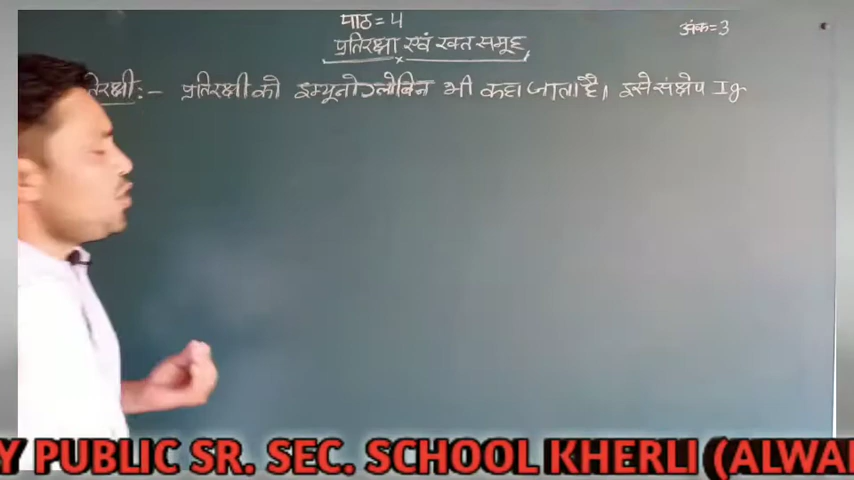 पाठ = 4
अंक = 3
प्रतिरक्षा एवं रक्त समूह
तिरक्षी :- प्रतिरक्षी को इम्यूनोग्लोबिन भी कहा जाता है। इसे संक्षेप Ig
Y PUBLIC SR. SEC. SCHOOL KHERLI (ALWA